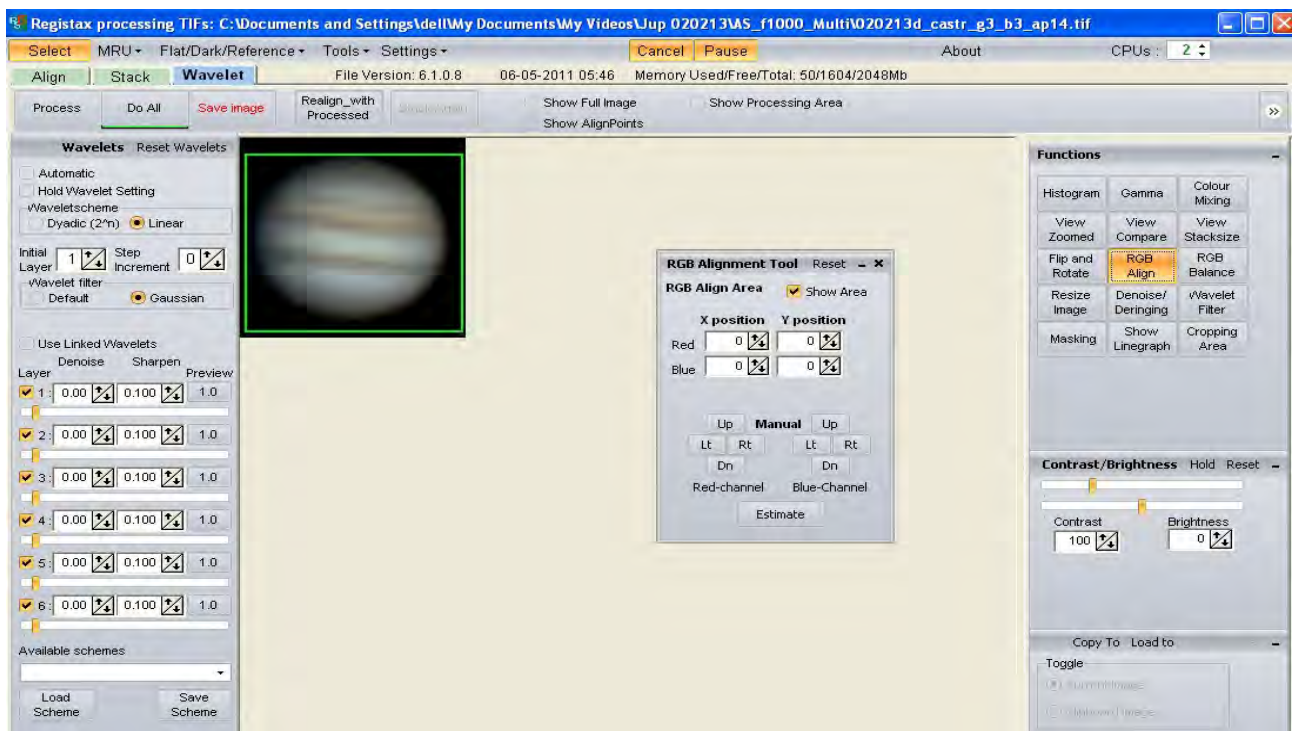 Registax processing TIFs: C:\Documents and Settings\dell\My Documents\My Videos\Jup 020213\AS_f1000_Multi\020213d_castr_g3_b3_ap14.tif
Select MRU Flat/Dark/Reference Tools Settings Cancel Pause About CPUs : 2
Align Stack Wavelet File Version: 6.1.0.8 06-05-2011 05:46 Memory Used/Free/Total: 50/1604/2048Mb
Process Do All Save image Realign_with Processed Show Full Image Show Processing Area
Show AlignPoints
Wavelets Reset Wavelets
Automatic
Hold Wavelet Setting
Waveletscheme
Dyadic (2^n) Linear
Initial Layer 1 Step Increment 0
Wavelet filter
Default Gaussian
Use Linked Wavelets
Denoise Sharpen
Layer Preview
1: 0.00 0.100 1.0
2: 0.00 0.100 1.0
3: 0.00 0.100 1.0
4: 0.00 0.100 1.0
5: 0.00 0.100 1.0
6: 0.00 0.100 1.0
Available schemes
Load Scheme Save Scheme
RGB Alignment Tool Reset
RGB Align Area Show Area
X position Y position
Red 0 0
Blue 0 0
Up Manual Up
Lt Rt Lt Rt
Dn Dn
Red-channel Blue-Channel
Estimate
Functions
Histogram Gamma Colour Mixing
View Zoomed View Compare View Stacksize
Flip and Rotate RGB Align RGB Balance
Resize Image Denoise/ Deringing Wavelet Filter
Masking Show Linegraph Cropping Area
Contrast/Brightness Hold Reset
Contrast Brightness
100 0
Copy To Load to
Toggle